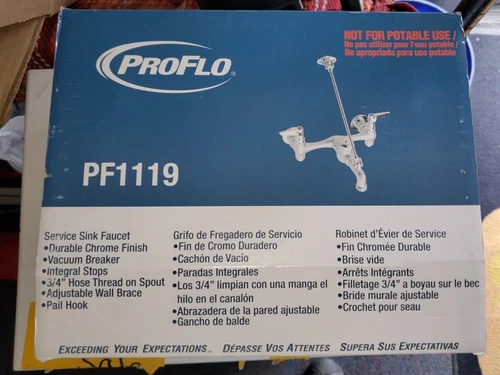 PROFLO®
NOT FOR POTABLE USE /
Ne pas utiliser pour l'eau potable /
No apropriada para uso potable
PF1119
Service Sink Faucet
•Durable Chrome Finish
•Vacuum Breaker
•Integral Stops
•3/4" Hose Thread on Spout
•Adjustable Wall Brace
•Pail Hook
Grifo de Fregadero de Servicio
•Fin de Cromo Duradero
•Cachón de Vacío
•Paradas Integrales
•Los 3/4" limpian con una manga el
hilo en el canalón
•Abrazadera de la pared ajustable
•Gancho de balde
Robinet d'Évier de Service
•Fin Chromée Durable
•Brise vide
•Arrêts Intégrants
•Filletage 3/4" a boyau sur le bec
•Bride murale ajustable
•Crochet pour seau
EXCEEDING YOUR EXPECTATIONS™ DÉPASSE VOS ATTENTES SUPERA SUS EXPECTATIVAS